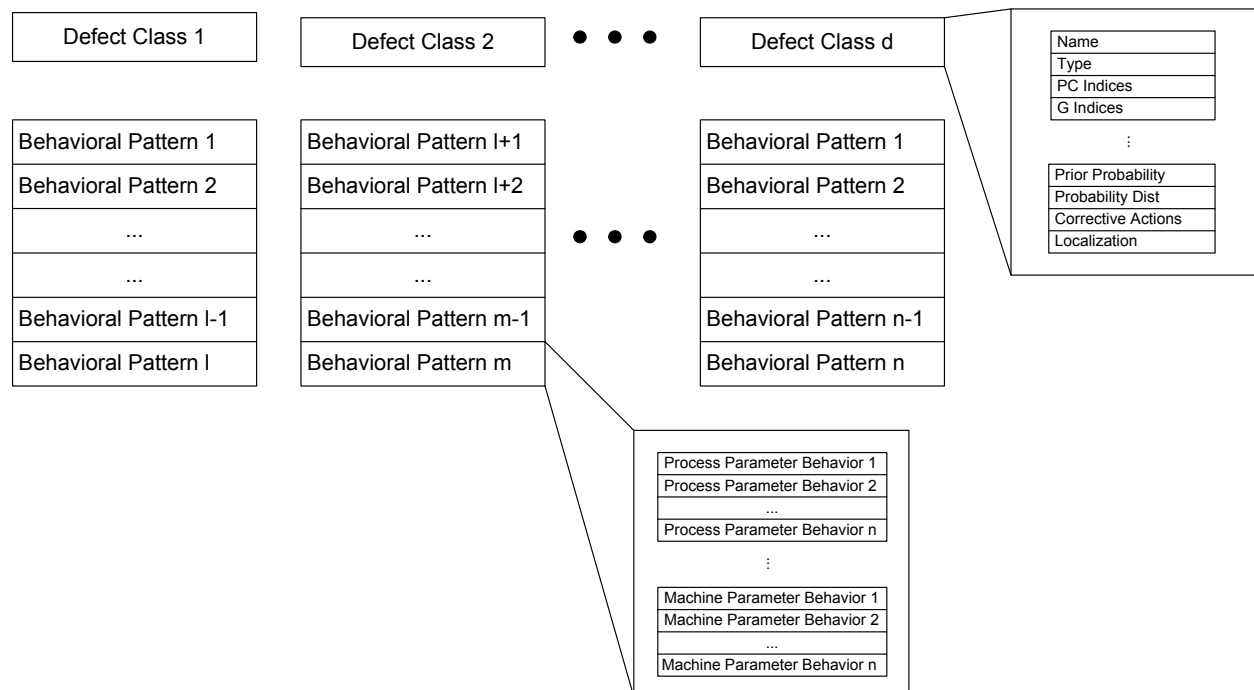 Defect Class 1
Defect Class 2
• • •
Defect Class d
Name
Type
PC Indices
G Indices
...
Prior Probability
Probability Dist
Corrective Actions
Localization
Behavioral Pattern 1
Behavioral Pattern 2
...
...
Behavioral Pattern l-1
Behavioral Pattern l
Behavioral Pattern l+1
Behavioral Pattern l+2
...
...
Behavioral Pattern m-1
Behavioral Pattern m
• • •
Behavioral Pattern 1
Behavioral Pattern 2
...
...
Behavioral Pattern n-1
Behavioral Pattern n
Process Parameter Behavior 1
Process Parameter Behavior 2
...
Process Parameter Behavior n
...
Machine Parameter Behavior 1
Machine Parameter Behavior 2
...
Machine Parameter Behavior n